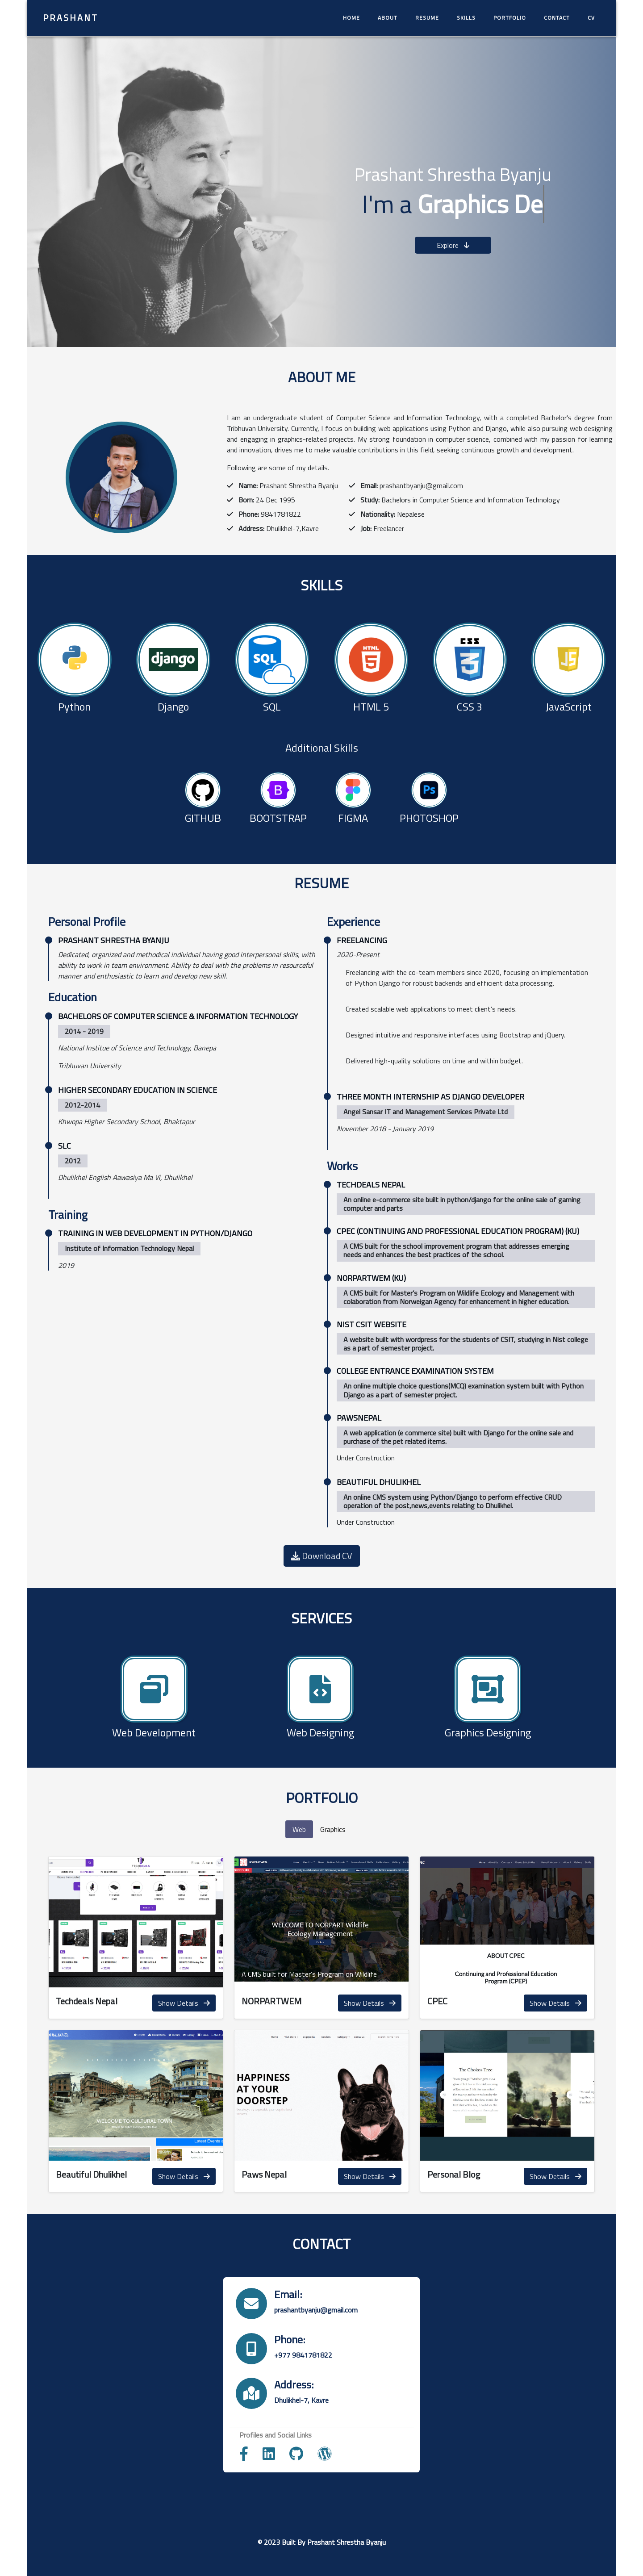 PRASHANT
HOME ABOUT RESUME SKILLS PORTFOLIO CONTACT CV
Prashant Shrestha Byanju
I'm a Graphics De
Explore
ABOUT ME
I am an undergraduate student of Computer Science and Information Technology, with a completed Bachelor's degree from
Tribhuvan University. Currently, I focus on building web applications using Python and Django, while also pursuing web designing
and engaging in graphics-related projects. My strong foundation in computer science, combined with my passion for learning
and innovation, drives me to make valuable contributions in this field, seeking continuous growth and development.
Following are some of my details.
Name: Prashant Shrestha Byanju
Born: 24 Dec 1995
Phone: 9841781822
Address: Dhulikhel-7,Kavre
Email: prashantbyanju@gmail.com
Study: Bachelors in Computer Science and Information Technology
Nationality: Nepalese
Job: Freelancer
SKILLS
django
SQL
HTML
5
CSS
3
JS
Python Django SQL HTML 5 CSS 3 JavaScript
Additional Skills
B
Ps
GITHUB BOOTSTRAP FIGMA PHOTOSHOP
RESUME
Personal Profile
PRASHANT SHRESTHA BYANJU
Dedicated, organized and methodical individual having good interpersonal skills, with
ability to work in team environment. Ability to deal with the problems in resourceful
manner and enthusiastic to learn and develop new skill.
Education
BACHELORS OF COMPUTER SCIENCE & INFORMATION TECHNOLOGY
2014 - 2019
National Institue of Science and Technology, Banepa
Tribhuvan University
HIGHER SECONDARY EDUCATION IN SCIENCE
2012-2014
Khwopa Higher Secondary School, Bhaktapur
SLC
2012
Dhulikhel English Aawasiya Ma Vi, Dhulikhel
Training
TRAINING IN WEB DEVELOPMENT IN PYTHON/DJANGO
Institute of Information Technology Nepal
2019
Experience
FREELANCING
2020-Present
Freelancing with the co-team members since 2020, focusing on implementation
of Python Django for robust backends and efficient data processing.
Created scalable web applications to meet client's needs.
Designed intuitive and responsive interfaces using Bootstrap and jQuery.
Delivered high-quality solutions on time and within budget.
THREE MONTH INTERNSHIP AS DJANGO DEVELOPER
Angel Sansar IT and Management Services Private Ltd
November 2018 - January 2019
Works
TECHDEALS NEPAL
An online e-commerce site built in python/django for the online sale of gaming
computer and parts
CPEC (CONTINUING AND PROFESSIONAL EDUCATION PROGRAM) (KU)
A CMS built for the school improvement program that addresses emerging
needs and enhances the best practices of the school.
NORPARTWEM (KU)
A CMS built for Master's Program on Wildlife Ecology and Management with
colaboration from Norweigan Agency for enhancement in higher education.
NIST CSIT WEBSITE
A website built with wordpress for the students of CSIT, studying in Nist college
as a part of semester project.
COLLEGE ENTRANCE EXAMINATION SYSTEM
An online multiple choice questions(MCQ) examination system built with Python
Django as a part of semester project.
PAWSNEPAL
A web application (e commerce site) built with Django for the online sale and
purchase of the pet related items.
Under Construction
BEAUTIFUL DHULIKHEL
An online CMS system using Python/Django to perform effective CRUD
operation of the post,news,events relating to Dhulikhel.
Under Construction
Download CV
SERVICES
Web Development Web Designing Graphics Designing
PORTFOLIO
Web Graphics
WELCOME TO NORPART Wildlife
Ecology Management
A CMS built for Master's Program on Wildlife
ABOUT CPEC
Continuing and Professional Education
Program (CPEP)
Techdeals Nepal Show Details
NORPARTWEM Show Details
CPEC Show Details
WELCOME TO CULTURAL TOWN
HAPPINESS
AT YOUR
DOORSTEP
The Chakra Tree
Beautiful Dhulikhel Show Details
Paws Nepal Show Details
Personal Blog Show Details
CONTACT
Email:
prashantbyanju@gmail.com
Phone:
+977 9841781822
Address:
Dhulikhel-7, Kavre
Profiles and Social Links
© 2023 Built By Prashant Shrestha Byanju